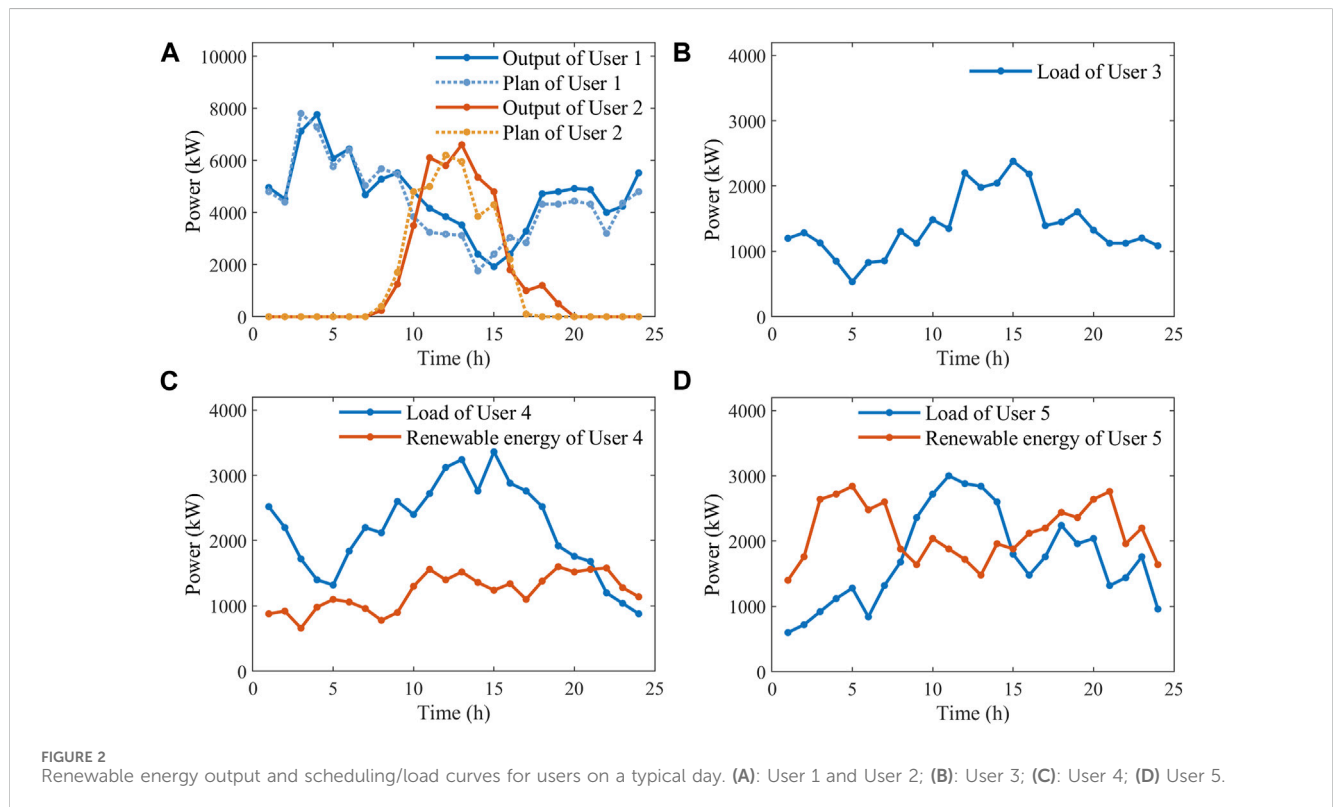 A
10000
8000
6000
4000
2000
0
Power (kW)
0 5 10 15 20 25
Time (h)
Output of User 1
Plan of User 1
Output of User 2
Plan of User 2
B
4000
3000
2000
1000
0
Power (kW)
0 5 10 15 20 25
Time (h)
Load of User 3
C
4000
3000
2000
1000
0
Power (kW)
0 5 10 15 20 25
Time (h)
Load of User 4
Renewable energy of User 4
D
4000
3000
2000
1000
0
Power (kW)
0 5 10 15 20 25
Time (h)
Load of User 5
Renewable energy of User 5
FIGURE 2
Renewable energy output and scheduling/load curves for users on a typical day. (A): User 1 and User 2; (B): User 3; (C): User 4; (D) User 5.